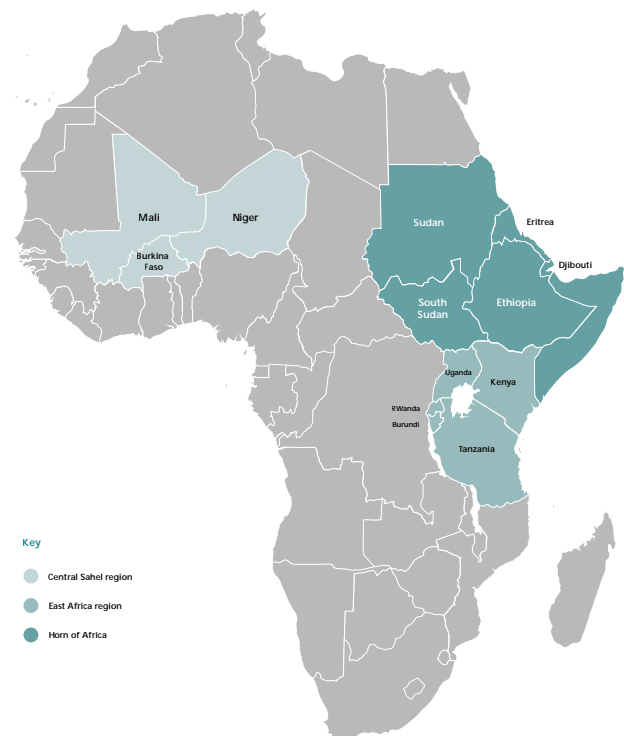 Mali
Niger
Burkina
Faso
Sudan
Eritrea
Djibouti
South
Sudan
Ethiopia
Uganda
Kenya
RWanda
Burundi
Tanzania
Key
Central Sahel region
East Africa region
Horn of Africa